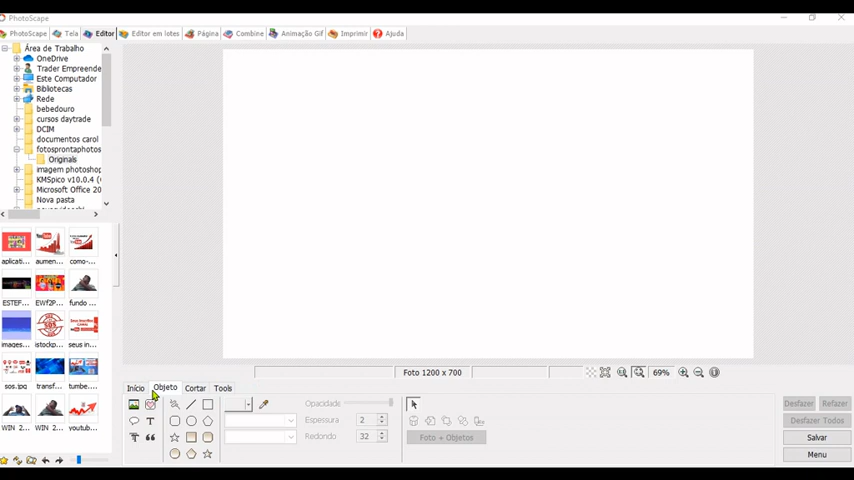 PhotoScape
PhotoScape Tela Editor Editor em lotes Página Combine Animação Gif Imprimir Ajuda
Área de Trabalho
OneDrive
Trader Empreende
Este Computador
Bibliotecas
Rede
bebedouro
cursos daytrade
DCIM
documentos carol
fotosprontaphotos
Originals
imagem photoshop
KMSpico v10.0.4 (
Microsoft Office 20
Nova pasta
aplicati... aumen... como-...
ESTEF... EWf2P... fundo ...
images... istockp... seus in...
sos.jpg transf... tumbe....
WIN 2... WIN 2... youtub...
Foto 1200 x 700 69%
Início Objeto Cortar Tools
Opacidade
Espessura 2
Redondo 32
Foto + Objetos
Desfazer Refazer
Desfazer Todos
Salvar
Menu